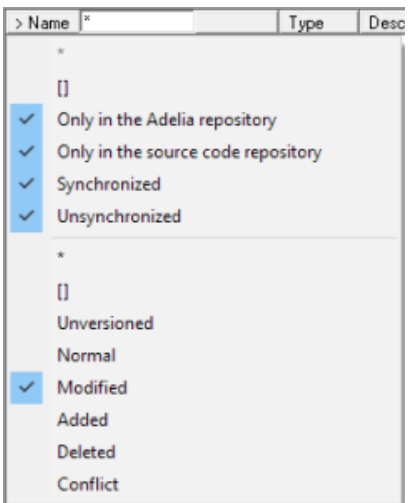 > Name * Type Desc
*
[]
Only in the Adelia repository
Only in the source code repository
Synchronized
Unsynchronized
*
[]
Unversioned
Normal
Modified
Added
Deleted
Conflict